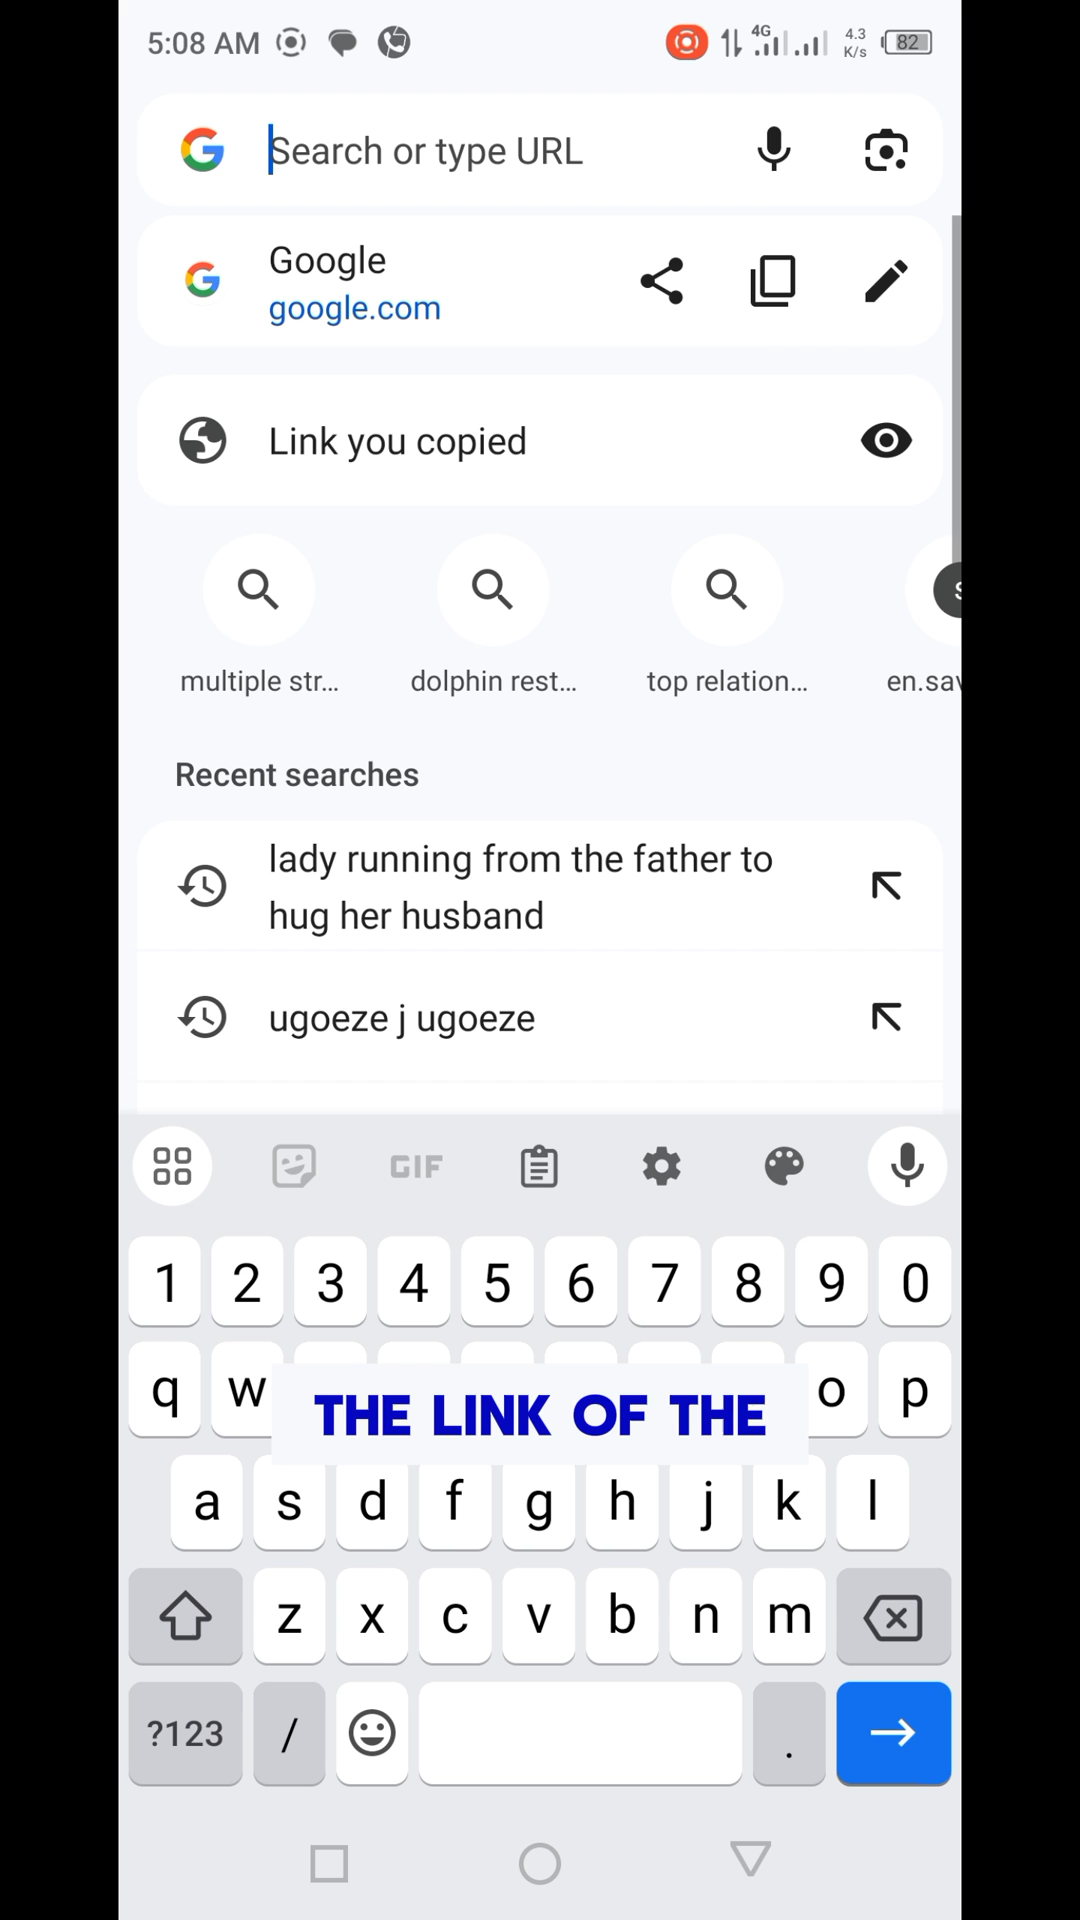 5:08 AM
4G
4.3
K/s
82
Search or type URL
Google
google.com
Link you copied
multiple str...
dolphin rest...
top relation...
en.sav
Recent searches
lady running from the father to
hug her husband
ugoeze j ugoeze
GIF
1 2 3 4 5 6 7 8 9 0
q w o p
THE LINK OF THE
a s d f g h j k l
z x c v b n m
?123 / .